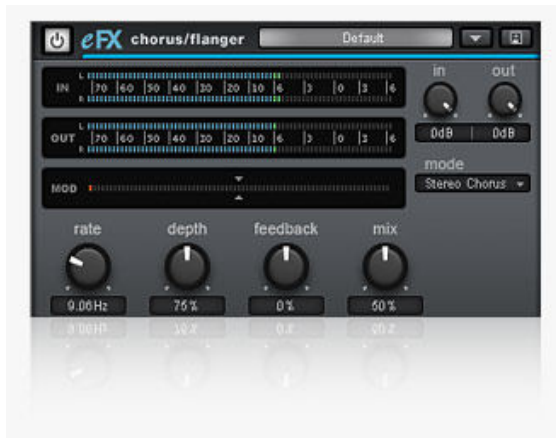 eFX chorus/flanger Default
in out
L
IN 70 60 50 40 30 20 10 6 3 0 3 6
R
0dB 0dB
L
OUT 70 60 50 40 30 20 10 6 3 0 3 6
R
mode
MOD Stereo Chorus
rate depth feedback mix
9.06Hz 75% 0% 50%